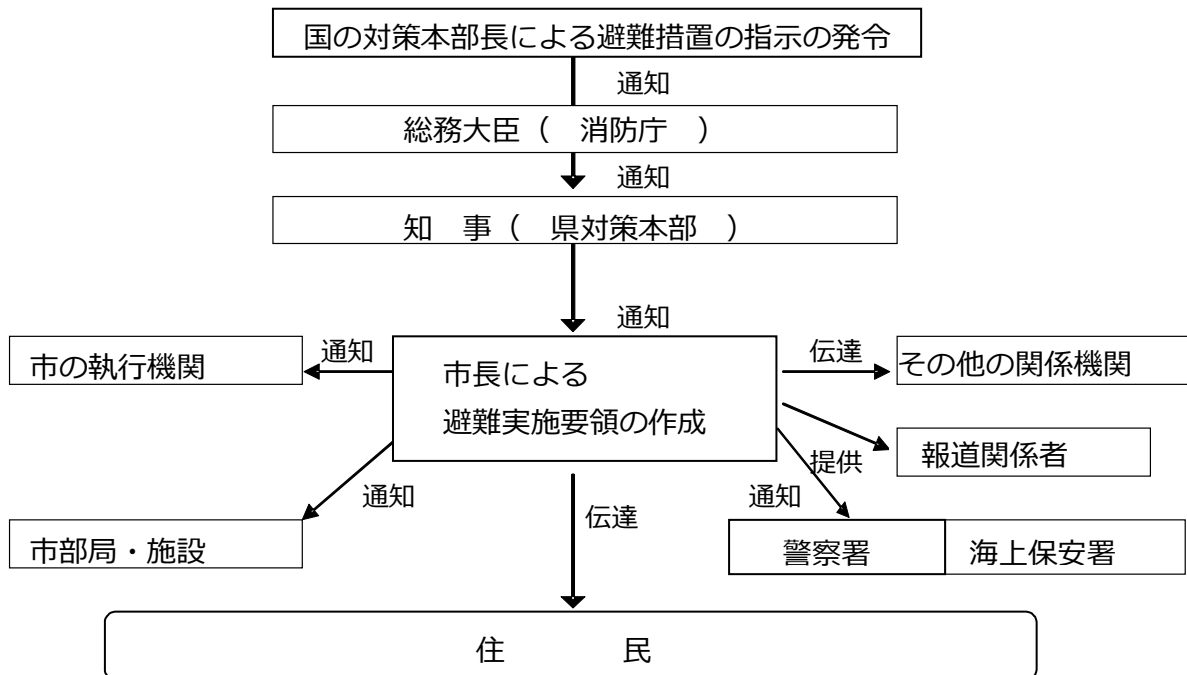 国の対策本部長による避難措置の指示の発令
通知
総務大臣（　消防庁　）
通知
知　事（　県対策本部　）
通知
市の執行機関
通知
市長による
避難実施要領の作成
伝達
その他の関係機関
報道関係者
提供
通知
通知
伝達
市部局・施設
警察署
海上保安署
住　　　民